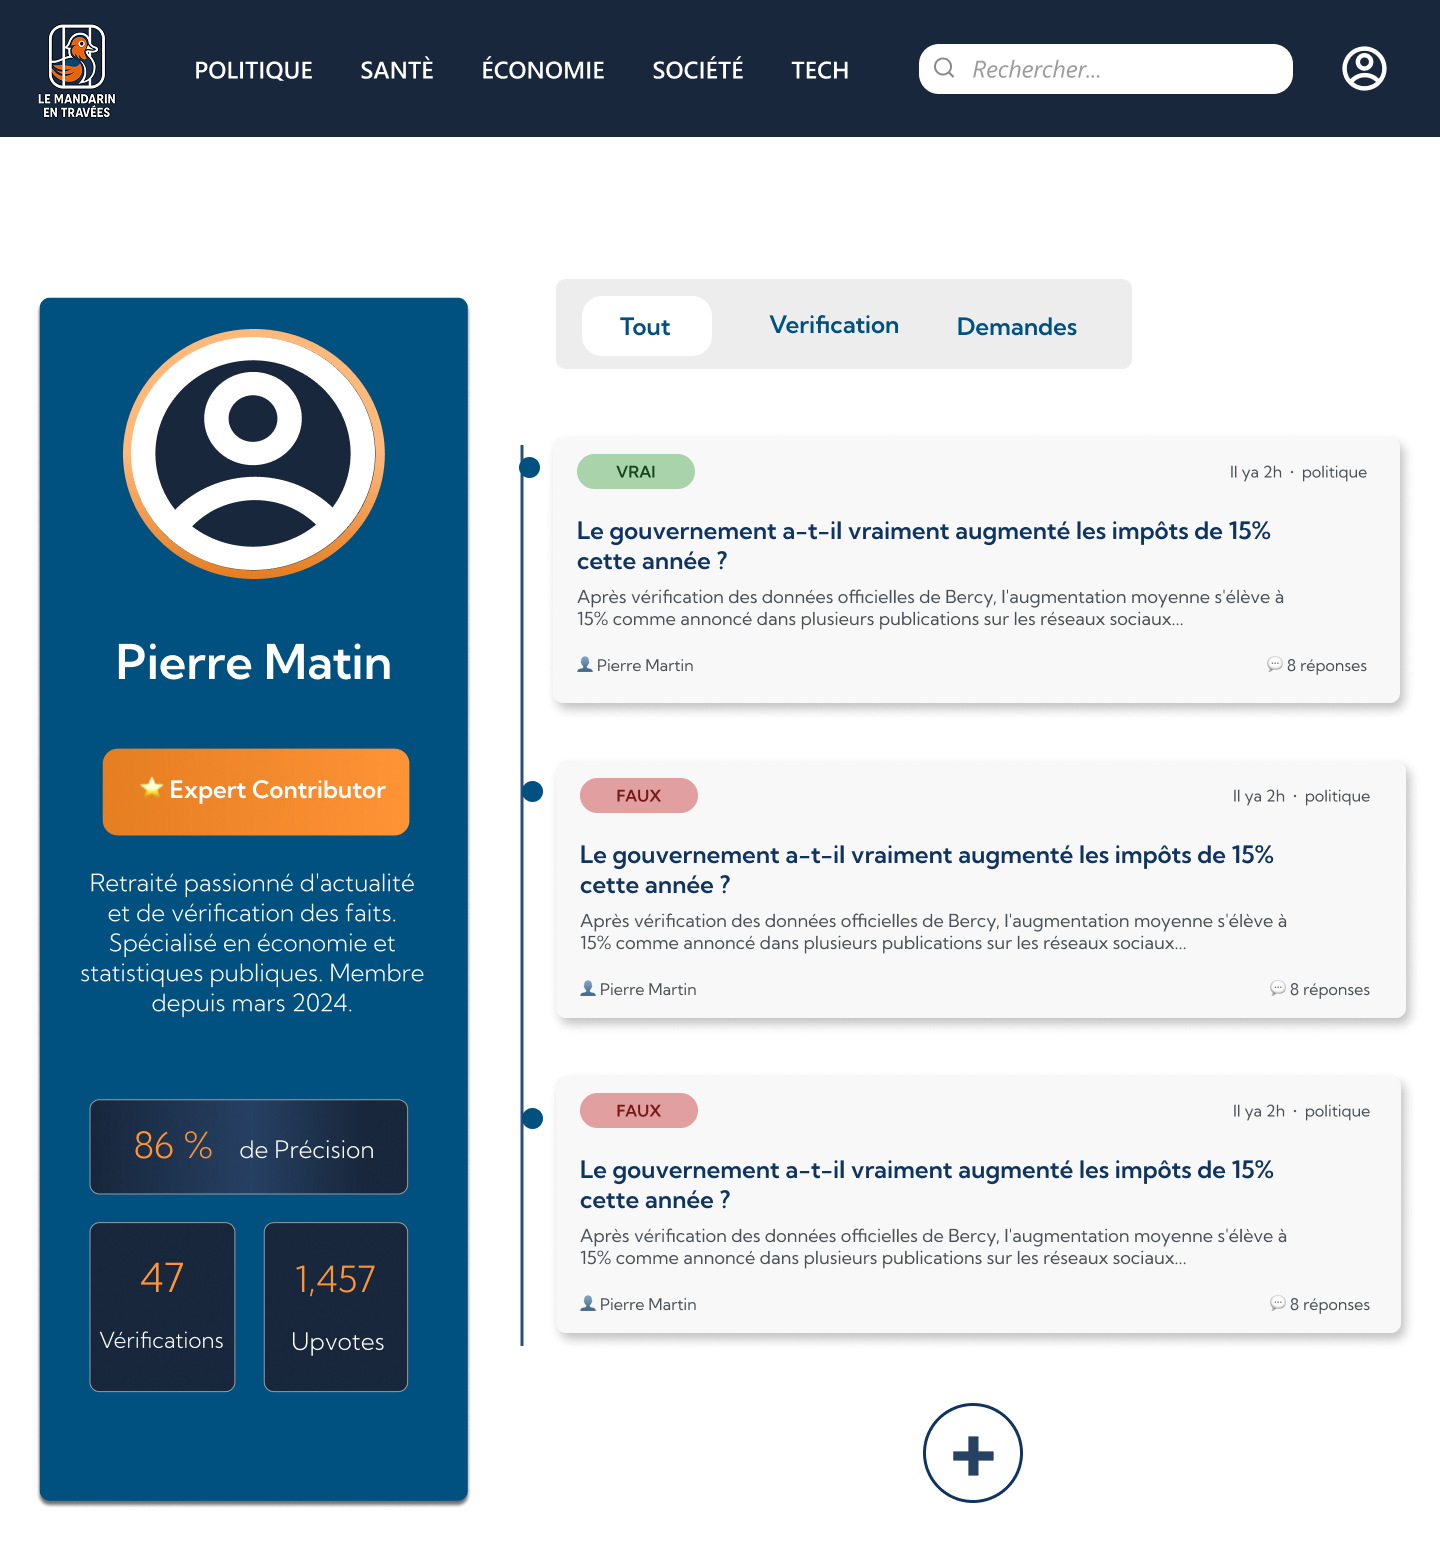 LE MANDARIN
EN TRAVÉES
POLITIQUE
SANTÈ
ÉCONOMIE
SOCIÉTÉ
TECH
Rechercher...
Pierre Matin
⭐ Expert Contributor
Retraité passionné d'actualité
et de vérification des faits.
Spécialisé en économie et
statistiques publiques. Membre
depuis mars 2024.
86 % de Précision
47
Vérifications
1,457
Upvotes
Tout
Verification
Demandes
VRAI
Il ya 2h · politique
Le gouvernement a-t-il vraiment augmenté les impôts de 15%
cette année ?
Après vérification des données officielles de Bercy, l'augmentation moyenne s'élève à
15% comme annoncé dans plusieurs publications sur les réseaux sociaux...
👤 Pierre Martin
💬 8 réponses
FAUX
Il ya 2h · politique
Le gouvernement a-t-il vraiment augmenté les impôts de 15%
cette année ?
Après vérification des données officielles de Bercy, l'augmentation moyenne s'élève à
15% comme annoncé dans plusieurs publications sur les réseaux sociaux...
👤 Pierre Martin
💬 8 réponses
FAUX
Il ya 2h · politique
Le gouvernement a-t-il vraiment augmenté les impôts de 15%
cette année ?
Après vérification des données officielles de Bercy, l'augmentation moyenne s'élève à
15% comme annoncé dans plusieurs publications sur les réseaux sociaux...
👤 Pierre Martin
💬 8 réponses
+